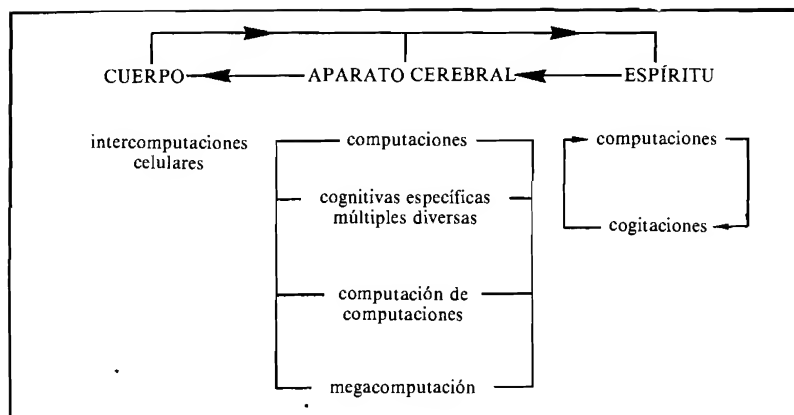 CUERPO APARATO CEREBRAL ESPÍRITU
intercomputaciones
celulares
computaciones
cognitivas específicas
múltiples diversas
computación de
computaciones
megacomputación
computaciones
cogitaciones